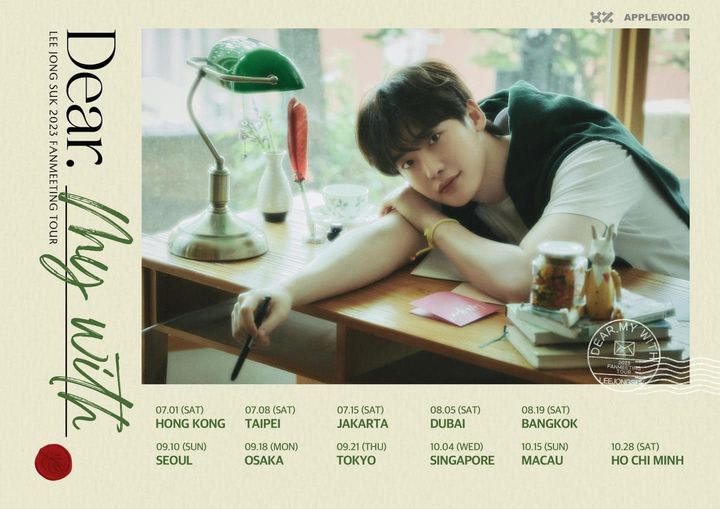 HZ APPLEWOOD
Dear.
My with
LEE JONG SUK 2023 FANMEETING TOUR
DEAR.MY WITH
2023
FANMEETING
TOUR
LEEJONGSUK
07.01 (SAT)
HONG KONG
07.08 (SAT)
TAIPEI
07.15 (SAT)
JAKARTA
08.05 (SAT)
DUBAI
08.19 (SAT)
BANGKOK
09.10 (SUN)
SEOUL
09.18 (MON)
OSAKA
09.21 (THU)
TOKYO
10.04 (WED)
SINGAPORE
10.15 (SUN)
MACAU
10.28 (SAT)
HO CHI MINH